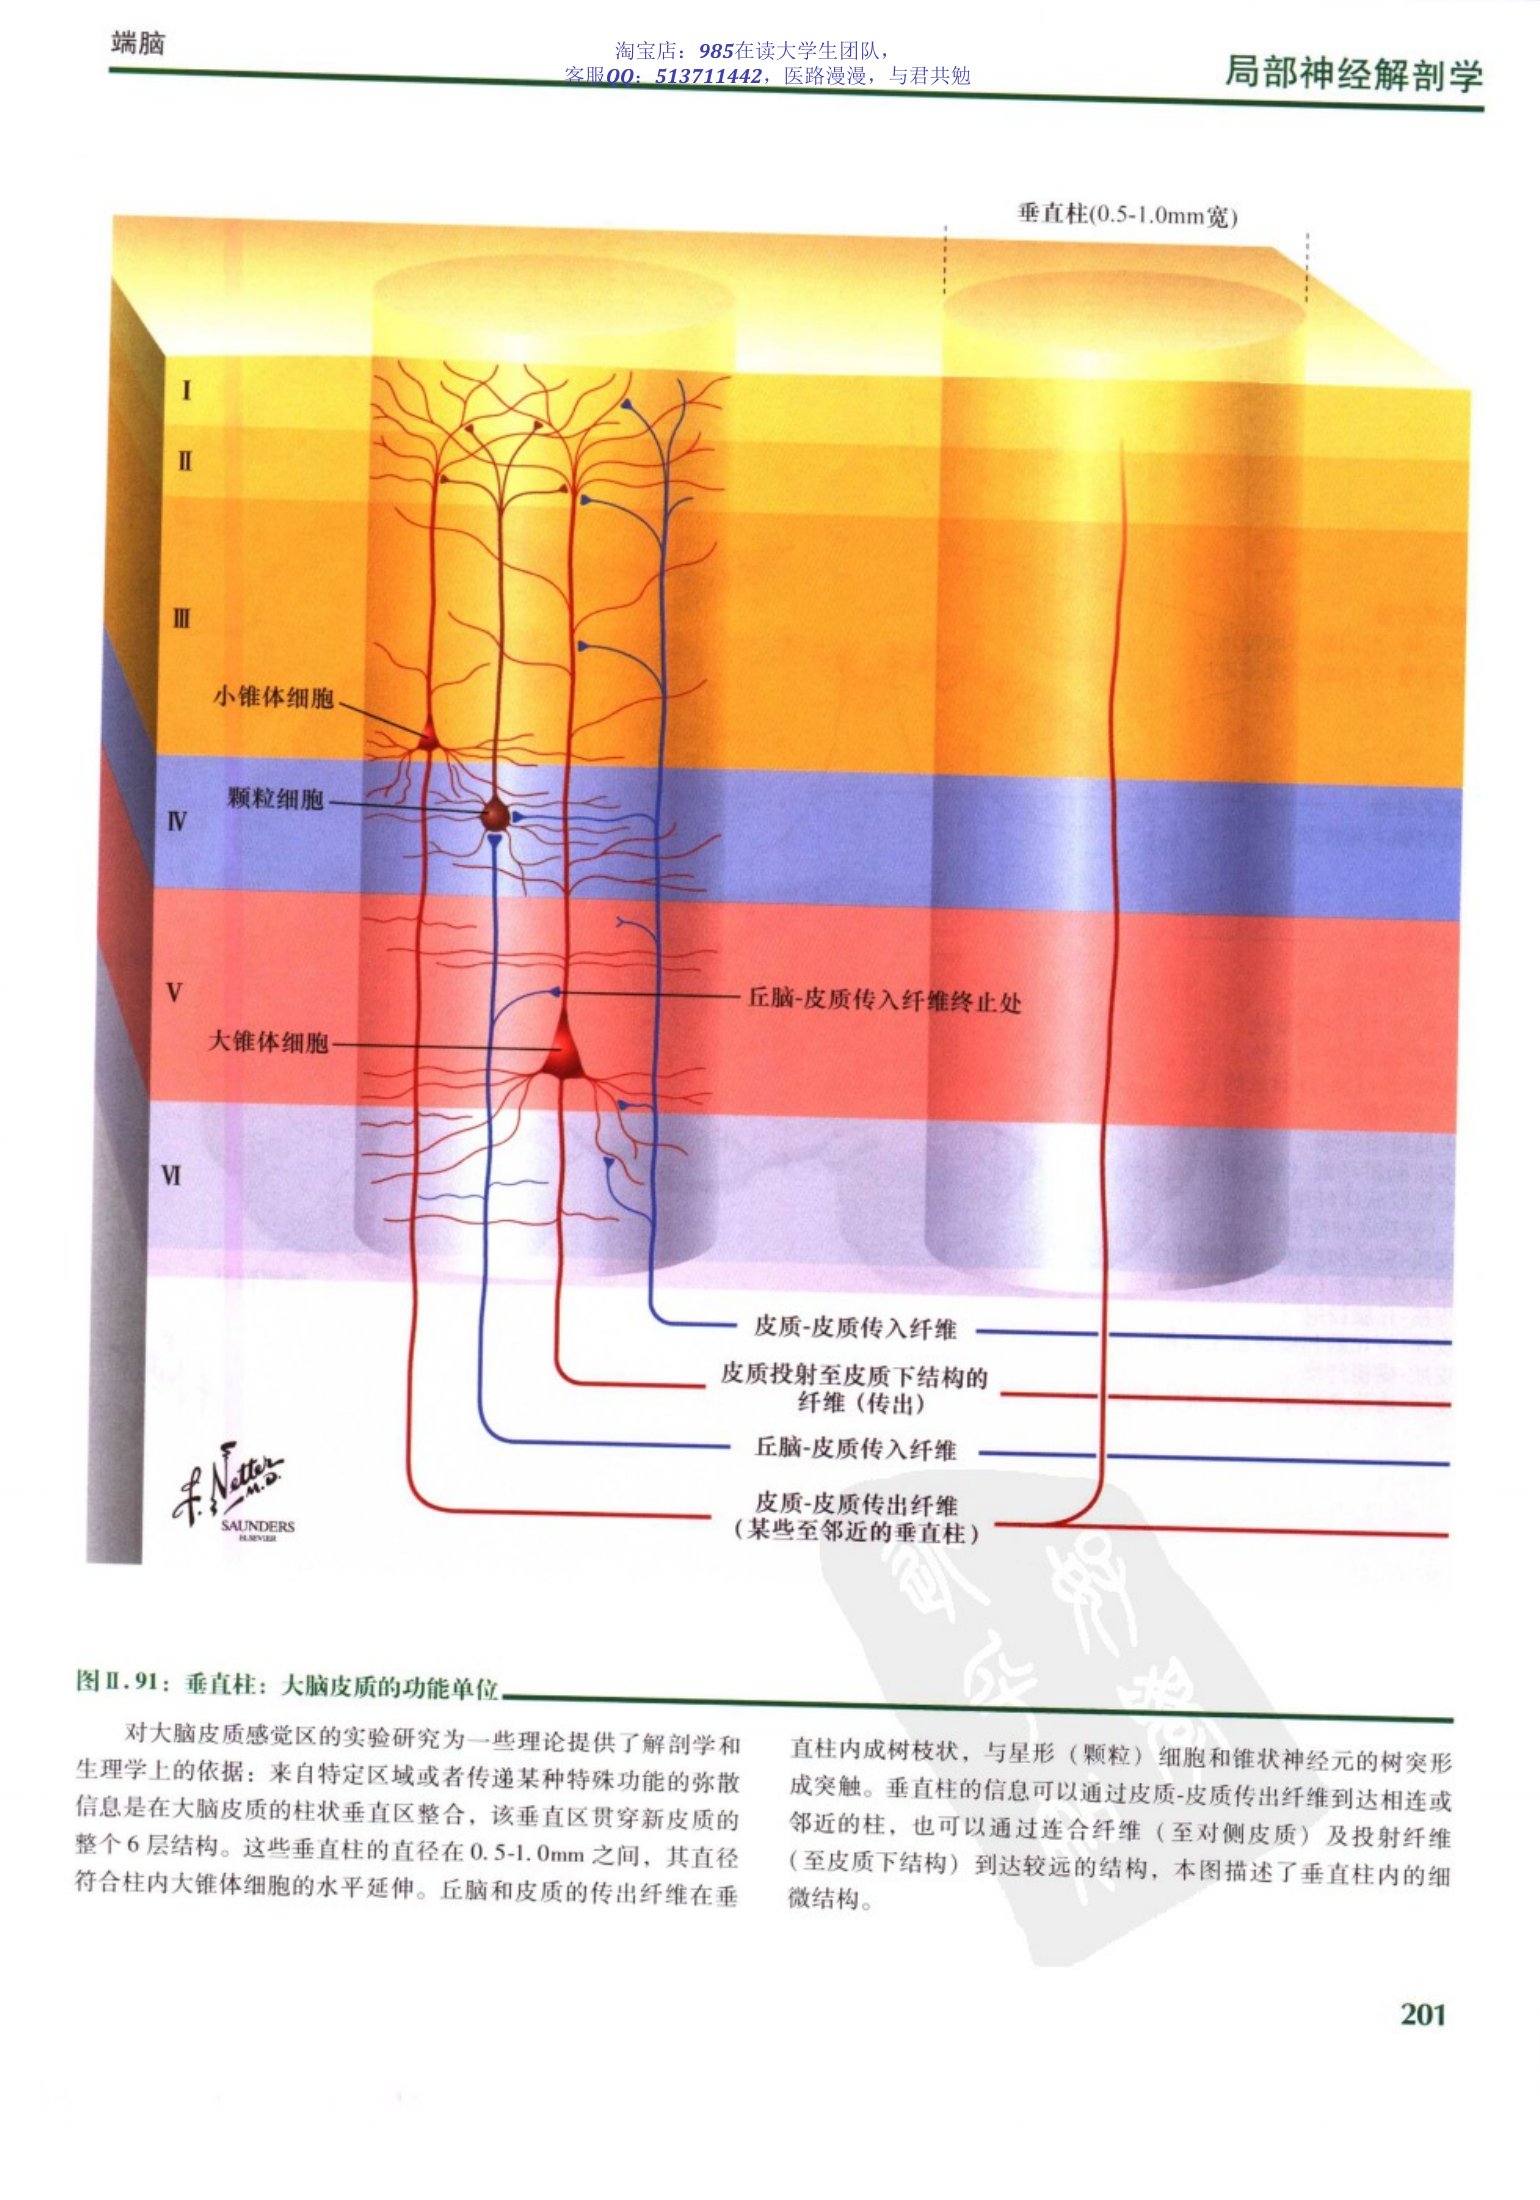 端脑
淘宝店：985在读大学生团队，
客服QQ：513711442，医路漫漫，与君共勉
局部神经解剖学
垂直柱(0.5-1.0mm宽)
I
II
III
小锥体细胞
颗粒细胞
IV
V
丘脑-皮质传入纤维终止处
大锥体细胞
VI
皮质-皮质传入纤维
皮质投射至皮质下结构的
纤维（传出）
丘脑-皮质传入纤维
皮质-皮质传出纤维
（某些至邻近的垂直柱）
F. Netter
M.D.
SAUNDERS
ELSEVIER
图Ⅱ.91：垂直柱：大脑皮质的功能单位
对大脑皮质感觉区的实验研究为一些理论提供了解剖学和
生理学上的依据：来自特定区域或者传递某种特殊功能的弥散
信息是在大脑皮质的柱状垂直区整合，该垂直区贯穿新皮质的
整个 6 层结构。这些垂直柱的直径在 0.5-1.0mm 之间，其直径
符合柱内大锥体细胞的水平延伸。丘脑和皮质的传出纤维在垂
直柱内成树枝状，与星形（颗粒）细胞和锥状神经元的树突形
成突触。垂直柱的信息可以通过皮质-皮质传出纤维到达相连或
邻近的柱，也可以通过连合纤维（至对侧皮质）及投射纤维
（至皮质下结构）到达较远的结构，本图描述了垂直柱内的细
微结构。
201